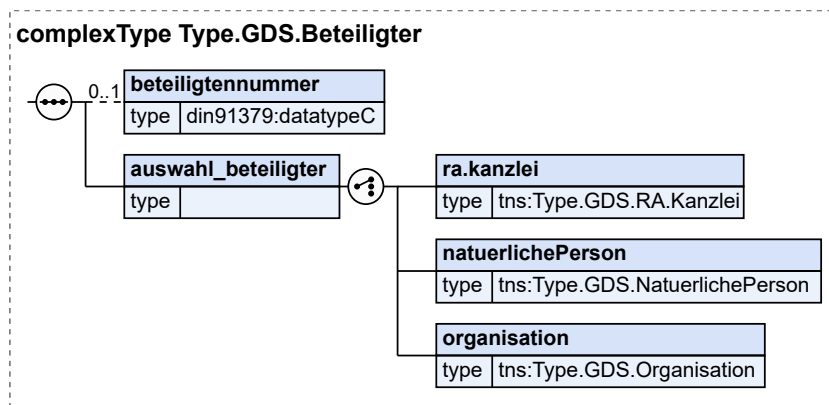 complexType Type.GDS.Beteiligter
0..1
beteiligtennummer
type din91379:datatypeC
auswahl_beteiligter
type
ra.kanzlei
type tns:Type.GDS.RA.Kanzlei
natuerlichePerson
type tns:Type.GDS.NatuerlichePerson
organisation
type tns:Type.GDS.Organisation